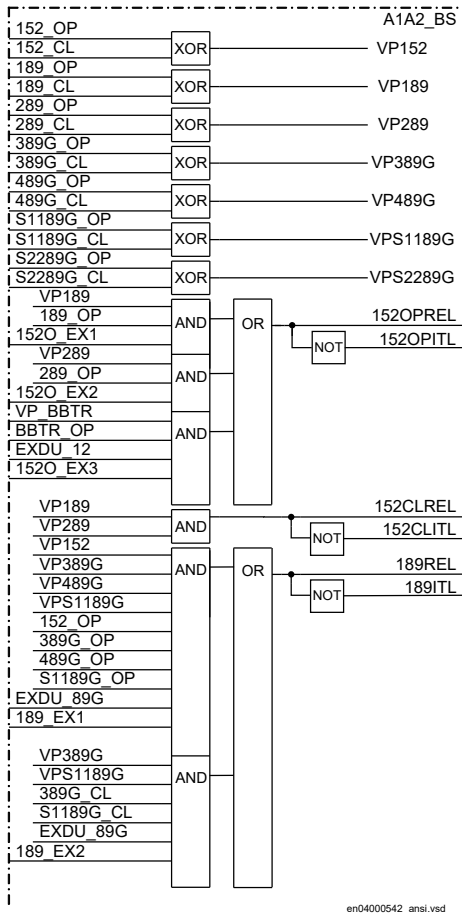 A1A2_BS
152_OP
152_CL XOR VP152
189_OP
189_CL XOR VP189
289_OP
289_CL XOR VP289
389G_OP
389G_CL XOR VP389G
489G_OP
489G_CL XOR VP489G
S1189G_OP
S1189G_CL XOR VPS1189G
S2289G_OP
S2289G_CL XOR VPS2289G
VP189
189_OP AND OR 152OPREL
152O_EX1 NOT 152OPITL
VP289
289_OP AND
152O_EX2
VP_BBTR
BBTR_OP AND
EXDU_12
152O_EX3
VP189 152CLREL
VP289 AND NOT 152CLITL
VP152
VP389G AND OR 189REL
VP489G NOT 189ITL
VPS1189G
152_OP
389G_OP
489G_OP
S1189G_OP
EXDU_89G
189_EX1
VP389G
VPS1189G AND
389G_CL
S1189G_CL
EXDU_89G
189_EX2
en04000542_ansi.vsd